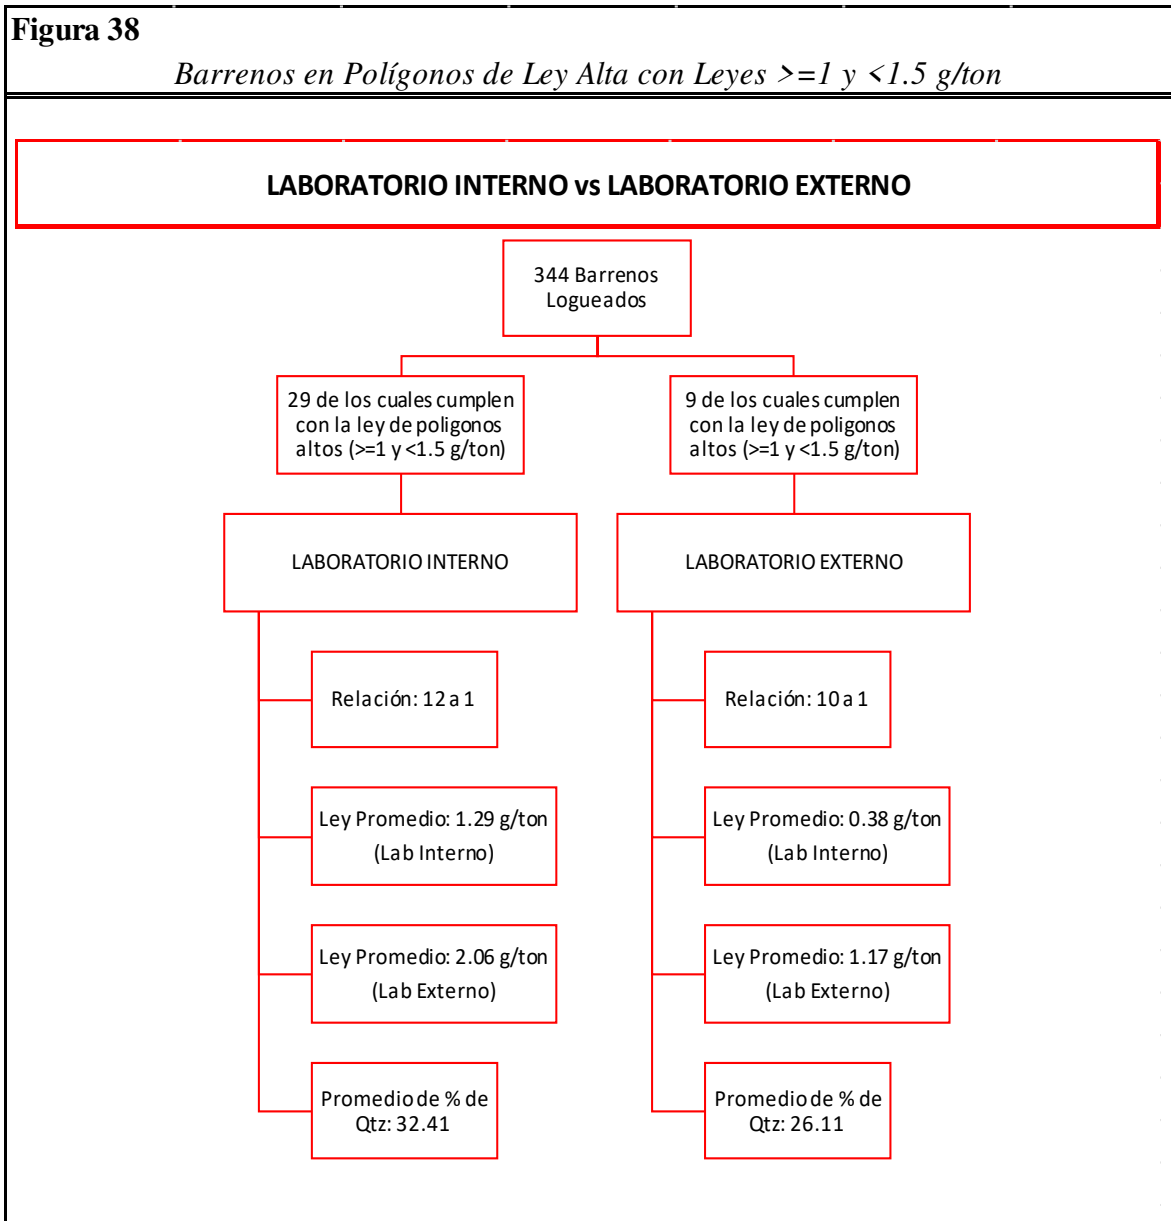 Figura 38
Barrenos en Polígonos de Ley Alta con Leyes >=1 y <1.5 g/ton
LABORATORIO INTERNO vs LABORATORIO EXTERNO
344 Barrenos
Logueados
29 de los cuales cumplen
con la ley de poligonos
altos (>=1 y <1.5 g/ton)
9 de los cuales cumplen
con la ley de poligonos
altos (>=1 y <1.5 g/ton)
LABORATORIO INTERNO
LABORATORIO EXTERNO
Relación: 12 a 1
Relación: 10 a 1
Ley Promedio: 1.29 g/ton
(Lab Interno)
Ley Promedio: 0.38 g/ton
(Lab Interno)
Ley Promedio: 2.06 g/ton
(Lab Externo)
Ley Promedio: 1.17 g/ton
(Lab Externo)
Promedio de % de
Qtz: 32.41
Promedio de % de
Qtz: 26.11